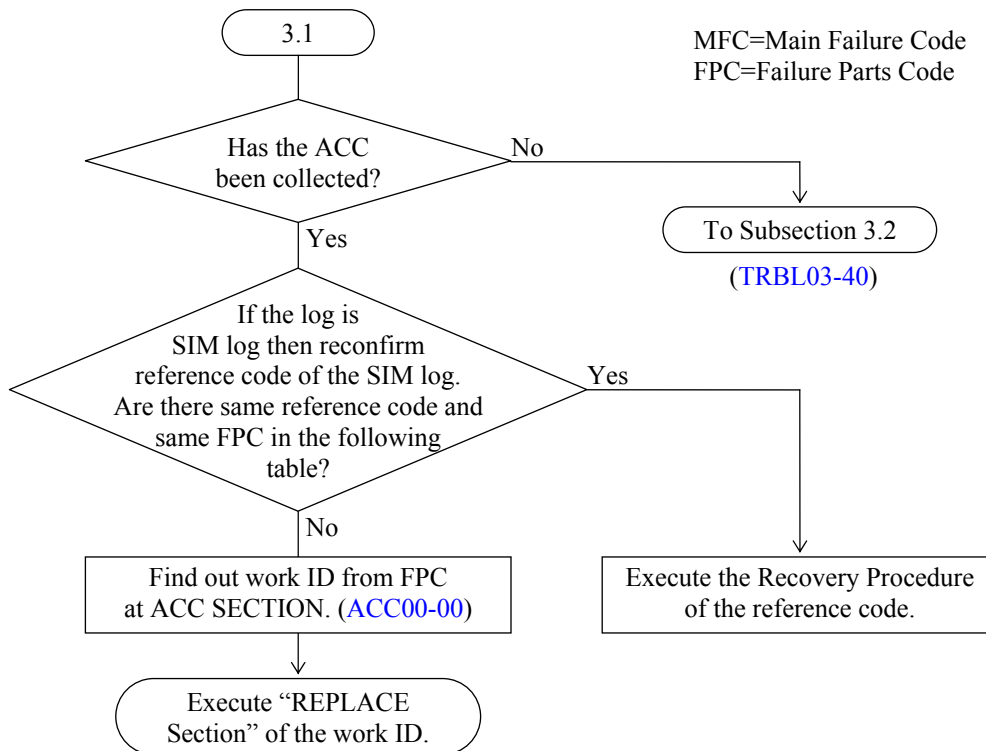 3.1
MFC=Main Failure Code
FPC=Failure Parts Code
Has the ACC
been collected?
No
Yes
To Subsection 3.2
(TRBL03-40)
If the log is
SIM log then reconfirm
reference code of the SIM log.
Are there same reference code and
same FPC in the following
table?
Yes
No
Find out work ID from FPC
at ACC SECTION. (ACC00-00)
Execute the Recovery Procedure
of the reference code.
Execute “REPLACE
Section” of the work ID.